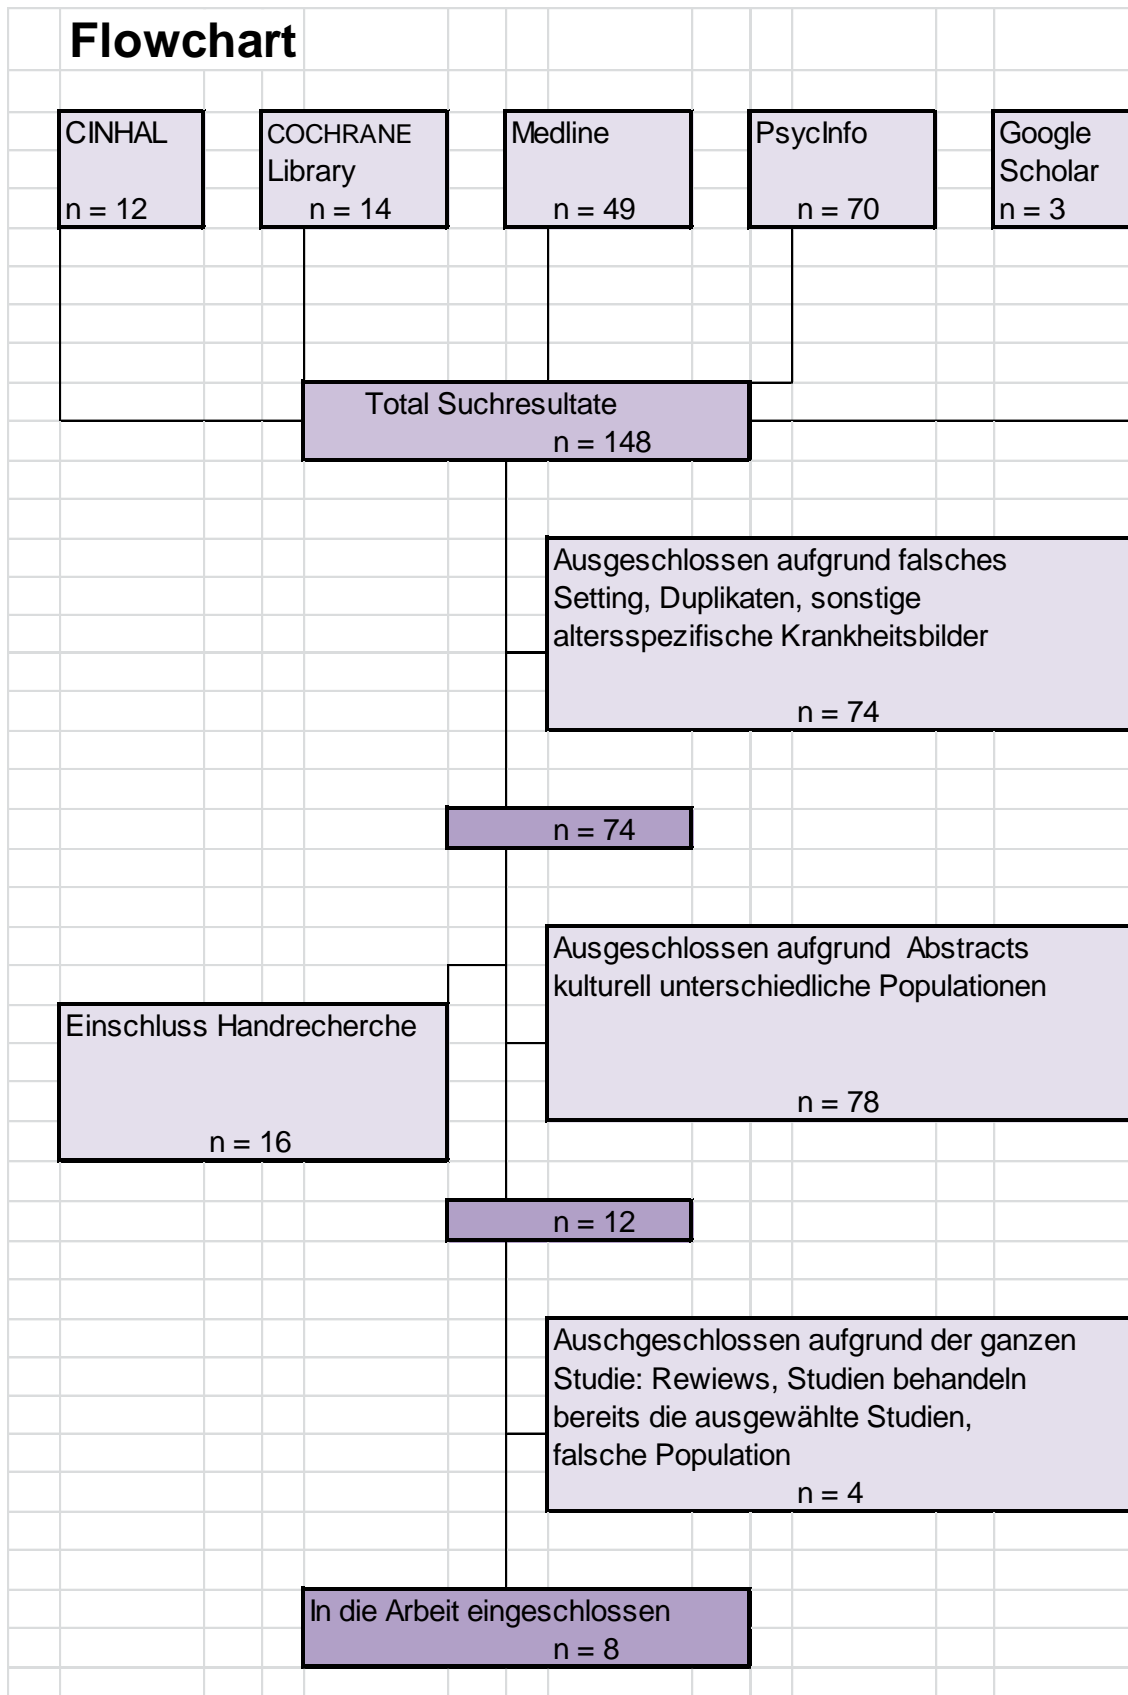 Flowchart
CINHAL
n = 12
COCHRANE
Library
n = 14
Medline
n = 49
PsycInfo
n = 70
Google
Scholar
n = 3
Total Suchresultate
n = 148
Ausgeschlossen aufgrund falsches
Setting, Duplikaten, sonstige
altersspezifische Krankheitsbilder
n = 74
n = 74
Ausgeschlossen aufgrund Abstracts
kulturell unterschiedliche Populationen
n = 78
Einschluss Handrecherche
n = 16
n = 12
Auschgeschlossen aufgrund der ganzen
Studie: Rewiews, Studien behandeln
bereits die ausgewählte Studien,
falsche Population
n = 4
In die Arbeit eingeschlossen
n = 8